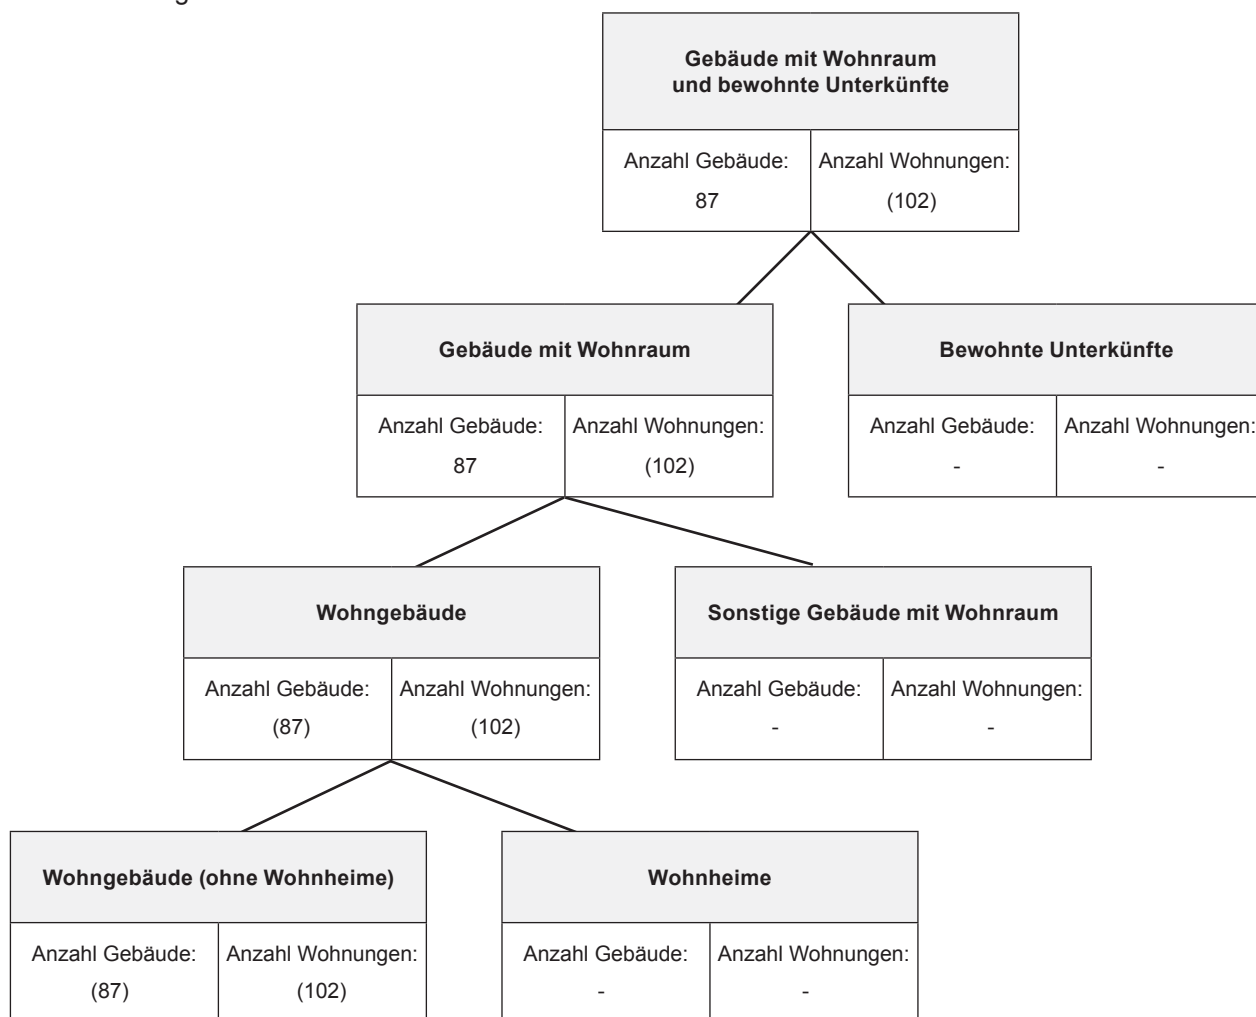 Gebäude mit Wohnraum
und bewohnte Unterkünfte
Anzahl Gebäude:
87
Anzahl Wohnungen:
(102)
Gebäude mit Wohnraum
Anzahl Gebäude:
87
Anzahl Wohnungen:
(102)
Bewohnte Unterkünfte
Anzahl Gebäude:
-
Anzahl Wohnungen:
-
Wohngebäude
Anzahl Gebäude:
(87)
Anzahl Wohnungen:
(102)
Sonstige Gebäude mit Wohnraum
Anzahl Gebäude:
-
Anzahl Wohnungen:
-
Wohngebäude (ohne Wohnheime)
Anzahl Gebäude:
(87)
Anzahl Wohnungen:
(102)
Wohnheime
Anzahl Gebäude:
-
Anzahl Wohnungen:
-